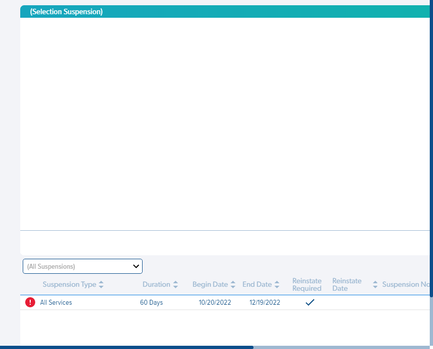 (Selection Suspension)
(All Suspensions)
Suspension Type Duration Begin Date End Date Reinstate Required Reinstate Date Suspension No
All Services 60 Days 10/20/2022 12/19/2022